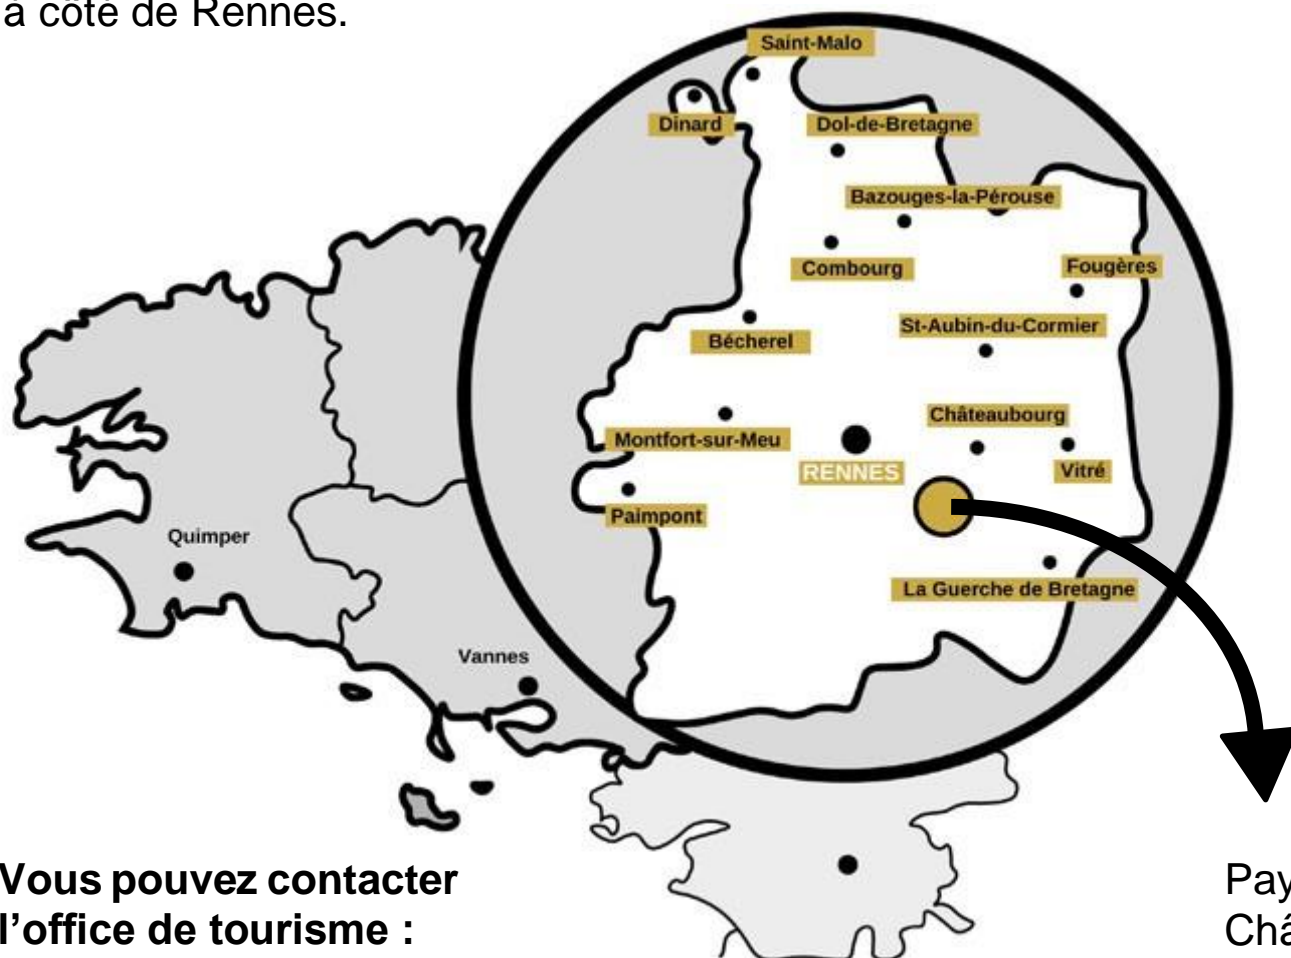 à côté de Rennes.
Saint-Malo
Dinard
Dol-de-Bretagne
Bazouges-la-Pérouse
Combourg
Fougères
St-Aubin-du-Cormier
Bécherel
Châteaubourg
Montfort-sur-Meu
RENNES
Vitré
Paimpont
Quimper
La Guerche de Bretagne
Vannes
Vous pouvez contacter
l’office de tourisme :
Pay
Châ